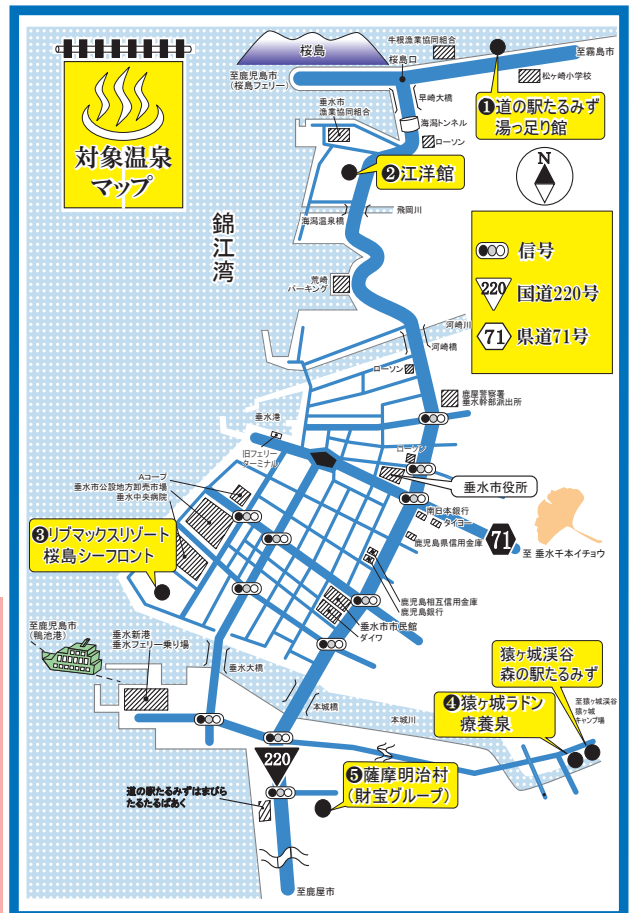 対象温泉
マップ
桜島
牛根漁業協同組合
桜島口
至霧島市
至鹿児島市
(桜島フェリー)
松ヶ崎小学校
早崎大橋
❶道の駅たるみず
湯っ足り館
垂水市
漁業協同組合
海潟トンネル
ローソン
❷江洋館
N
飛岡川
海潟温泉橋
錦江湾
信号
220
国道220号
71
県道71号
荒崎
パーキング
河崎川
河崎橋
ローソン
鹿屋警察署
垂水幹部派出所
垂水港
旧フェリー
ターミナル
ローソン
垂水市役所
Aコープ
垂水市公設地方卸売市場
垂水中央病院
南日本銀行
タイヨー
71
鹿児島県信用金庫
至 垂水千本イチョウ
❸リブマックスリゾート
桜島シーフロント
鹿児島相互信用金庫
鹿児島銀行
垂水市市民館
ダイワ
至鹿児島市
(鴨池港)
垂水新港
垂水フェリー乗り場
垂水大橋
本城橋
本城川
猿ヶ城渓谷
森の駅たるみず
❹猿ヶ城ラドン
療養泉
至猿ヶ城渓谷
猿ヶ城
キャンプ場
220
❺薩摩明治村
(財宝グループ)
道の駅たるみずはまびら
たるたるぱあく
至鹿屋市